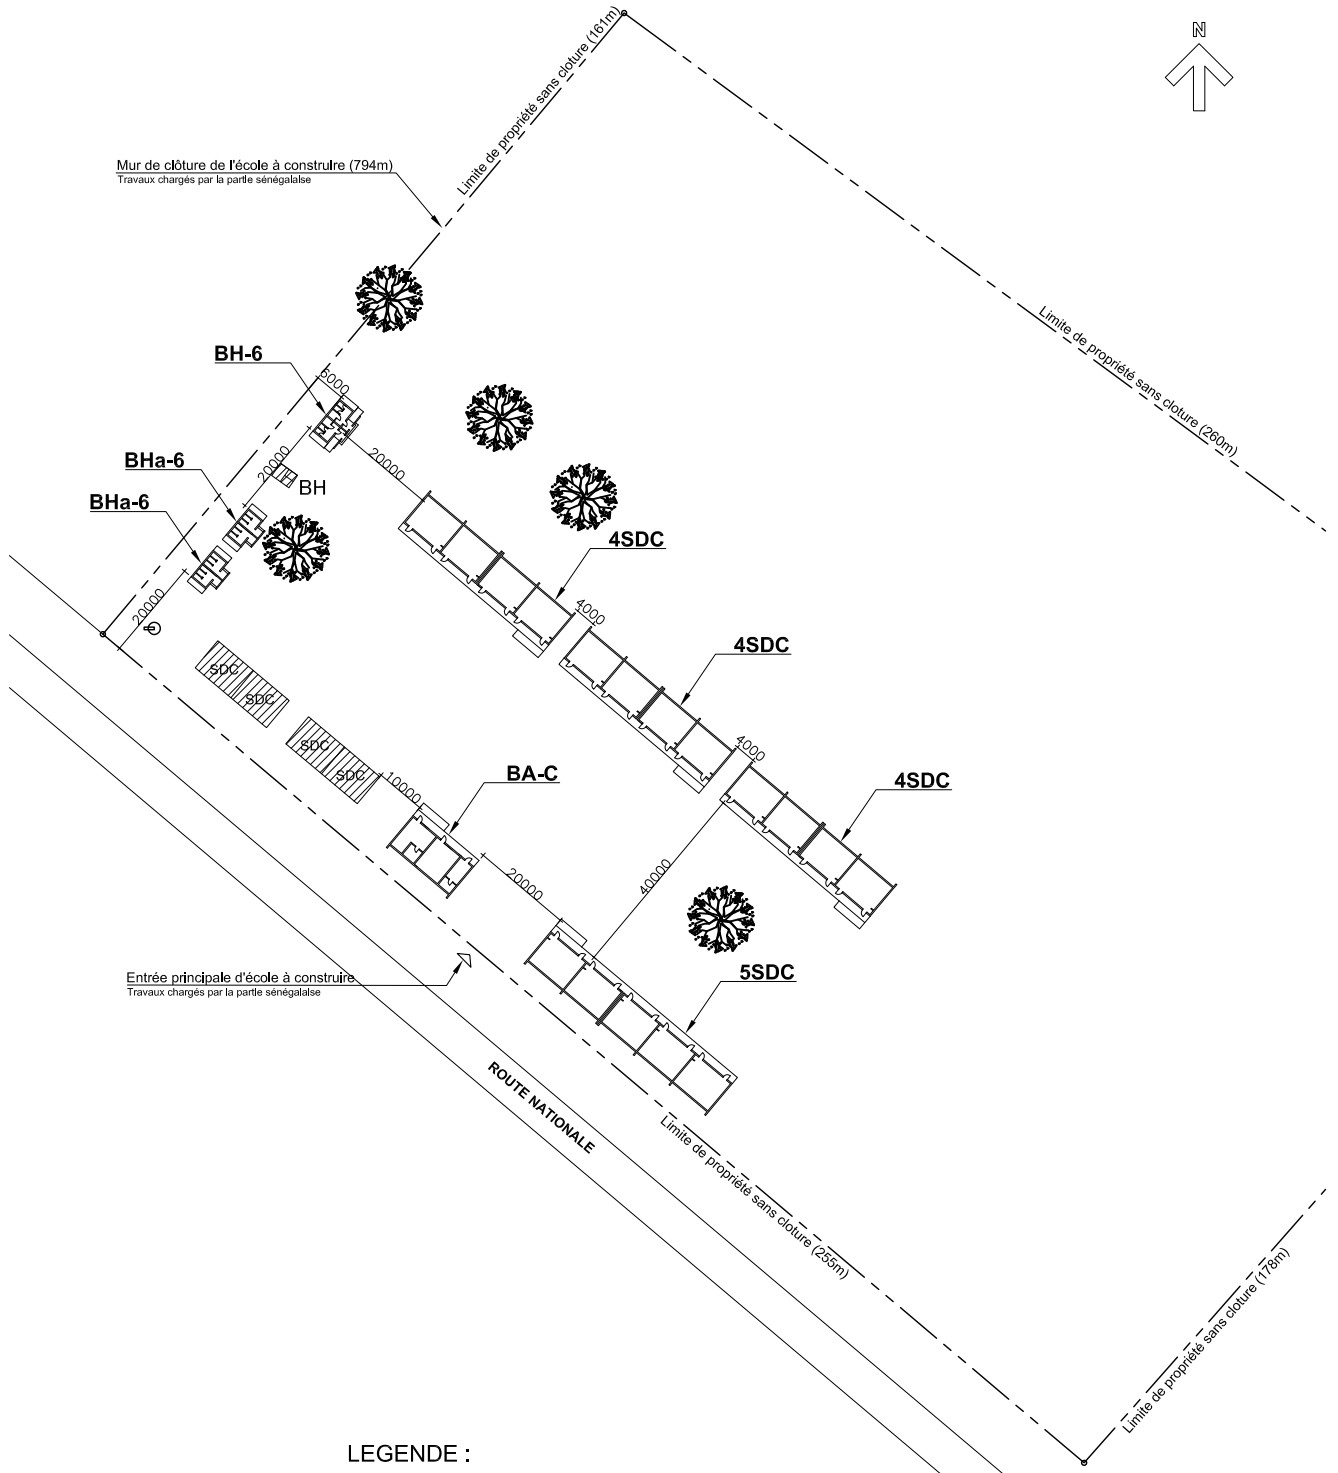 N
Limite de propriété sans cloture (161m)
Mur de clôture de l'école à construire (794m)
Travaux chargés par la partie sénégalaise
Limite de propriété sans cloture (260m)
BH-6
6000
20000
20000
BHa-6
BH
BHa-6
4SDC
4000
20000
4SDC
SDC
SDC
4000
SDC
SDC
10000
BA-C
4SDC
20000
40000
Entrée principale d'école à construire
Travaux chargés par la partie sénégalaise
5SDC
ROUTE NATIONALE
Limite de propriété sans cloture (255m)
Limite de propriété sans cloture (178m)
LEGENDE :